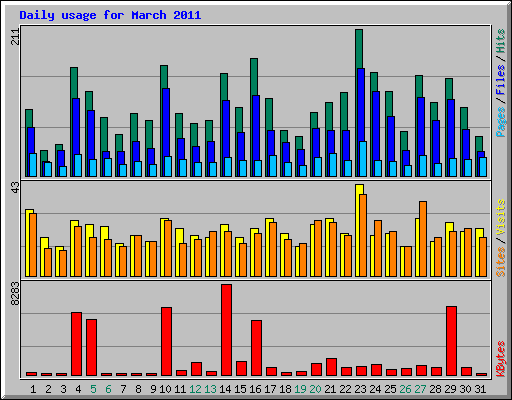 Daily usage for March 2011
211
Pages / Files / Hits
43
Sites / Visits
8283
KBytes
1 2 3 4 5 6 7 8 9 10 11 12 13 14 15 16 17 18 19 20 21 22 23 24 25 26 27 28 29 30 31